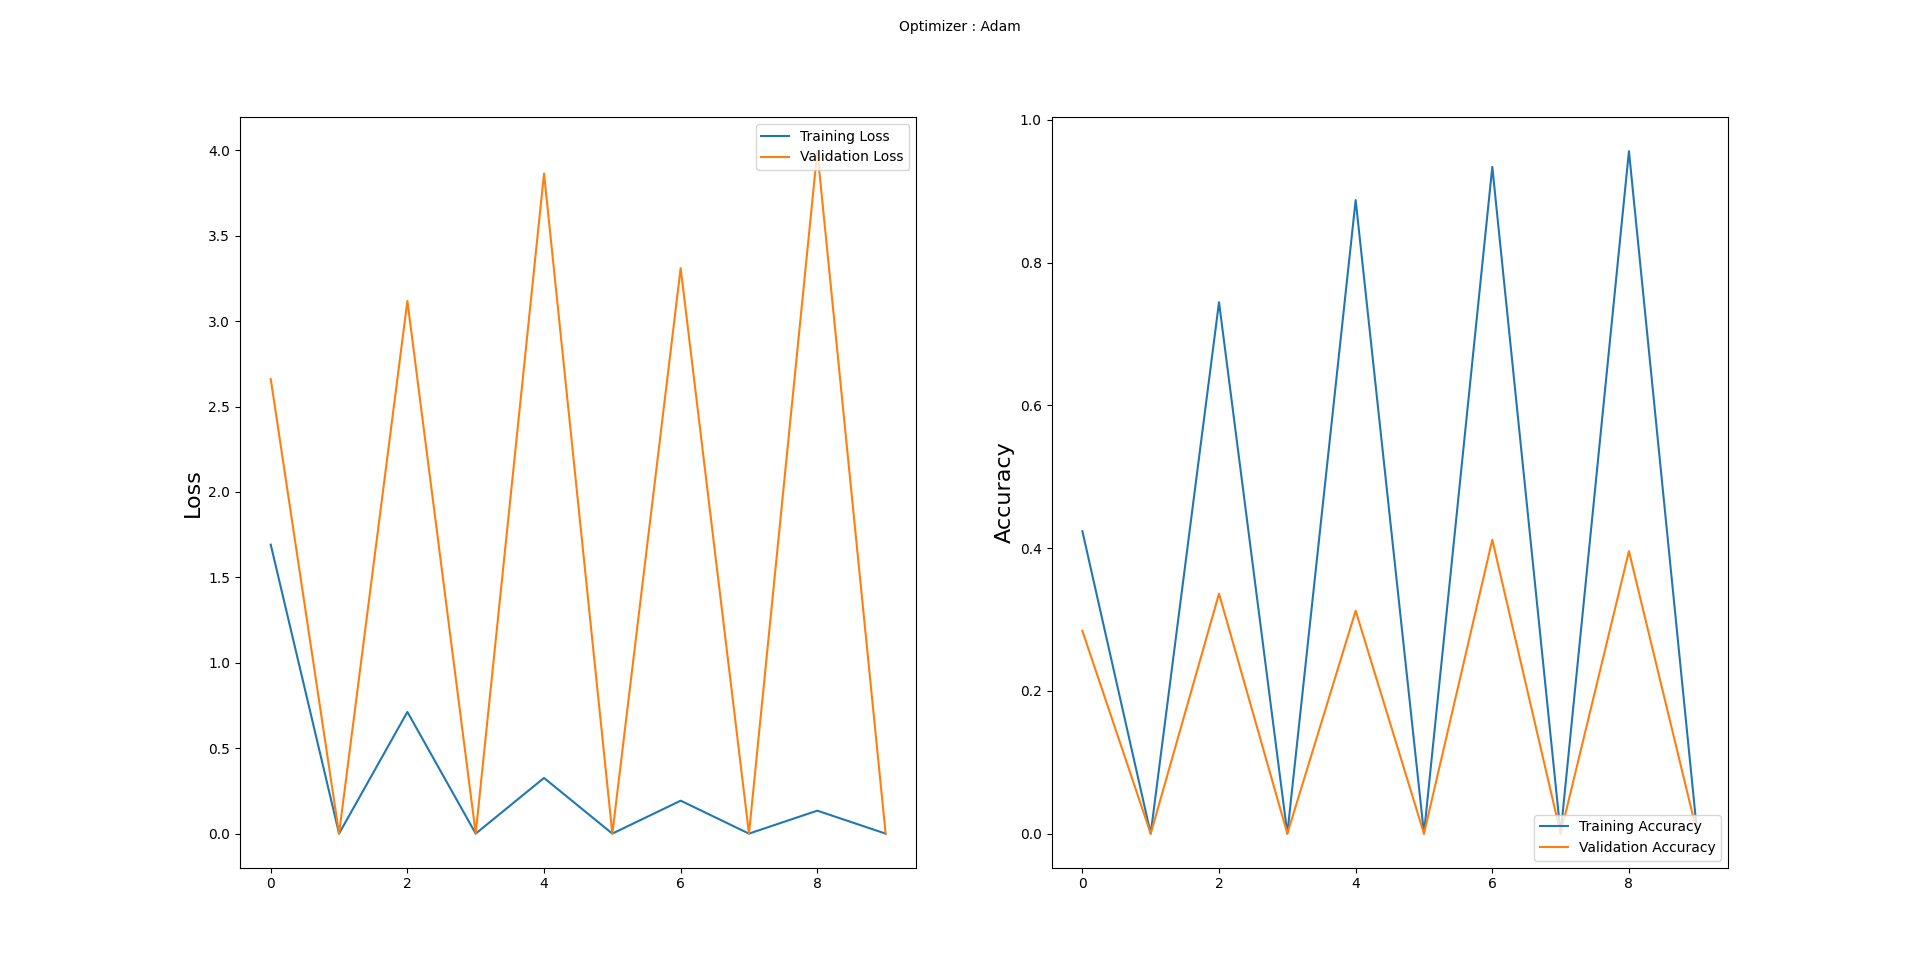 Optimizer : Adam
Training Loss
Validation Loss
4.0
3.5
3.0
2.5
2.0
1.5
1.0
0.5
0.0
Loss
0 2 4 6 8
1.0
0.8
0.6
0.4
0.2
0.0
Accuracy
Training Accuracy
Validation Accuracy
0 2 4 6 8